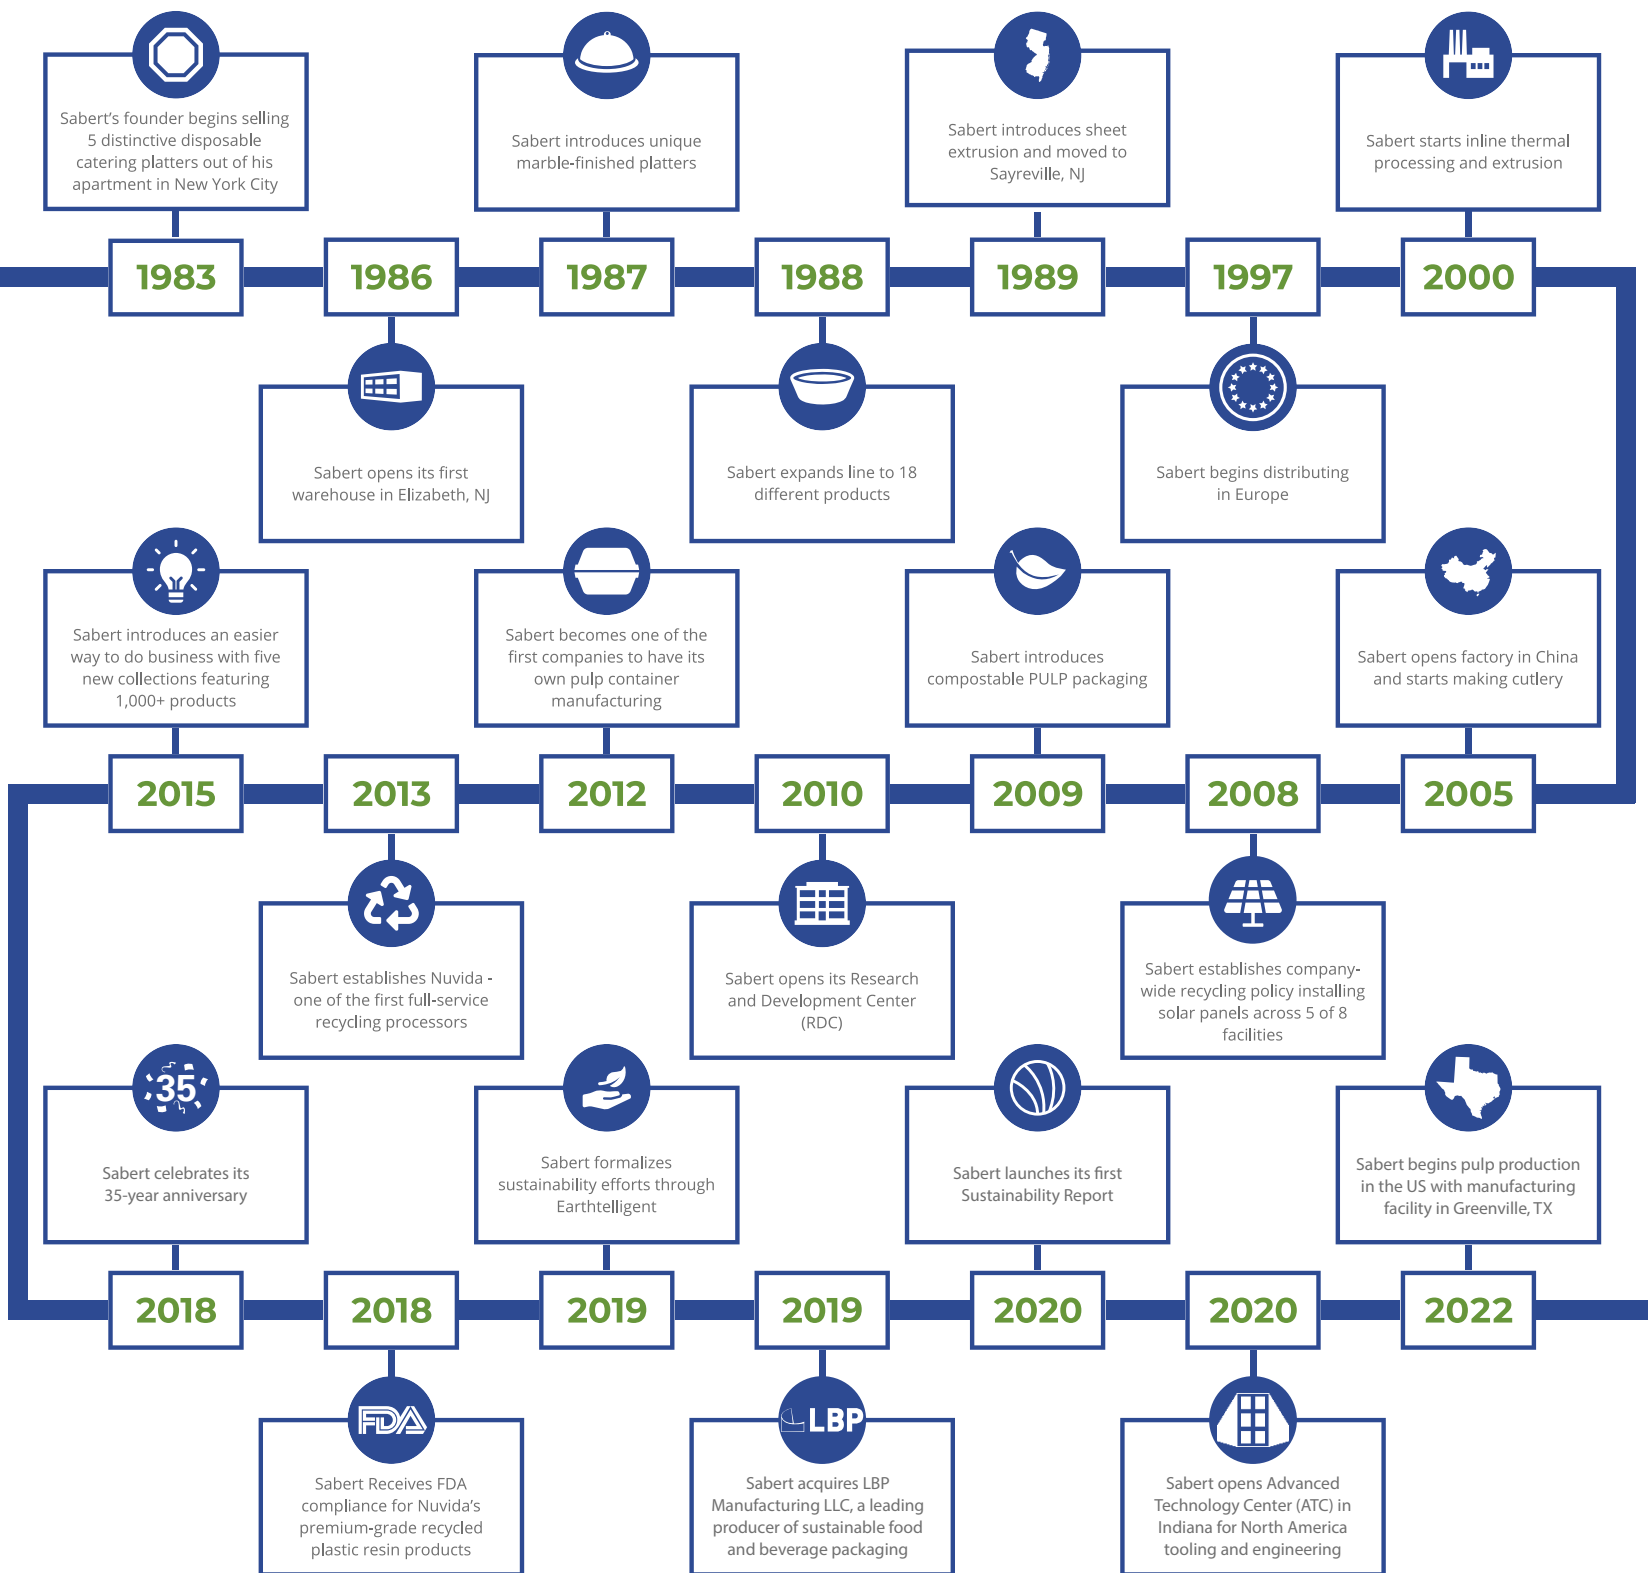 Sabert's founder begins selling
5 distinctive disposable
catering platters out of his
apartment in New York City
Sabert introduces unique
marble-finished platters
Sabert introduces sheet
extrusion and moved to
Sayreville, NJ
Sabert starts inline thermal
processing and extrusion
1983
1986
1987
1988
1989
1997
2000
Sabert opens its first
warehouse in Elizabeth, NJ
Sabert expands line to 18
different products
Sabert begins distributing
in Europe
Sabert introduces an easier
way to do business with five
new collections featuring
1,000+ products
Sabert becomes one of the
first companies to have its
own pulp container
manufacturing
Sabert introduces
compostable PULP packaging
Sabert opens factory in China
and starts making cutlery
2015
2013
2012
2010
2009
2008
2005
Sabert establishes Nuvida -
one of the first full-service
recycling processors
Sabert opens its Research
and Development Center
(RDC)
Sabert establishes company-
wide recycling policy installing
solar panels across 5 of 8
facilities
35
Sabert celebrates its
35-year anniversary
Sabert formalizes
sustainability efforts through
Earthtelligent
Sabert launches its first
Sustainability Report
Sabert begins pulp production
in the US with manufacturing
facility in Greenville, TX
2018
2018
2019
2019
2020
2020
2022
FDA
Sabert Receives FDA
compliance for Nuvida's
premium-grade recycled
plastic resin products
LBP
Sabert acquires LBP
Manufacturing LLC, a leading
producer of sustainable food
and beverage packaging
Sabert opens Advanced
Technology Center (ATC) in
Indiana for North America
tooling and engineering